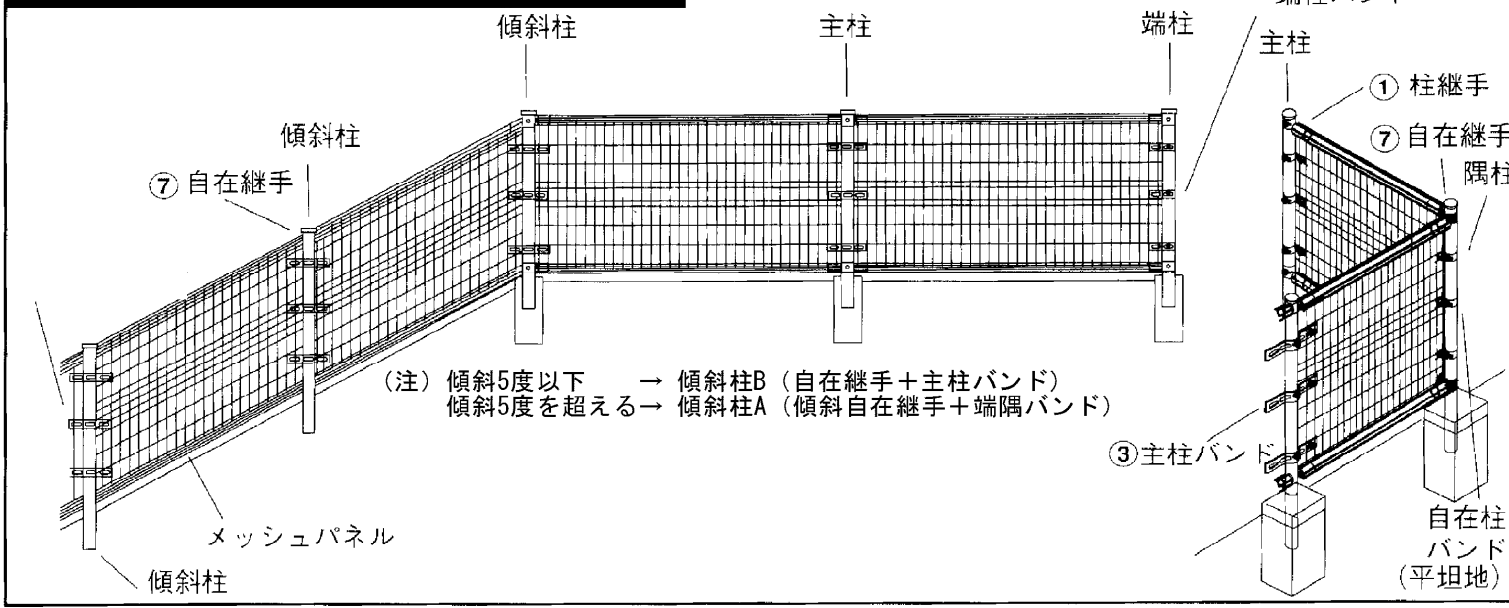 傾斜柱
主柱
端柱
主柱
① 柱継手
⑦ 自在継手
隅柱
傾斜柱
⑦ 自在継手
(注) 傾斜5度以下 → 傾斜柱B (自在継手+主柱バンド)
傾斜5度を超える→ 傾斜柱A (傾斜自在継手+端隅バンド)
③主柱バンド
メッシュパネル
傾斜柱
自在柱
バンド
(平坦地)